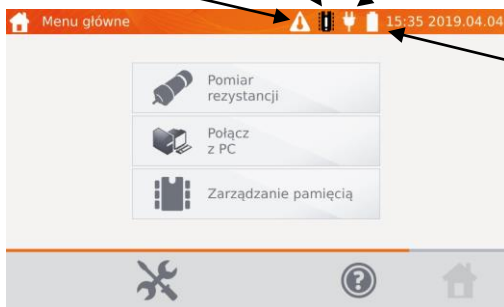 Menu główne
15:35 2019.04.04
Pomiar
rezystancji
Połącz
z PC
Zarządzanie pamięcią